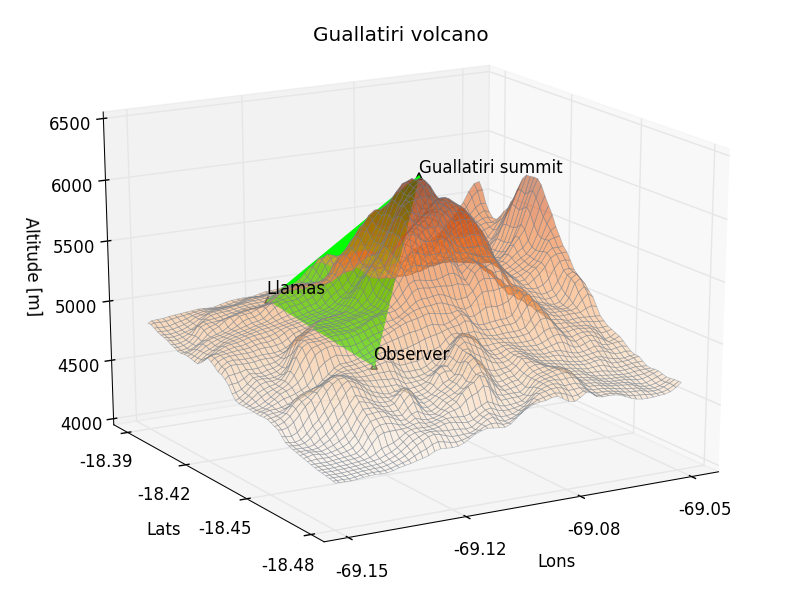 Guallatiri volcano
Guallatiri summit
Llamas
Observer
Altitude [m]
6500
6000
5500
5000
4500
4000
-18.39
-18.42
-18.45
-18.48
Lats
-69.15
-69.12
-69.08
-69.05
Lons